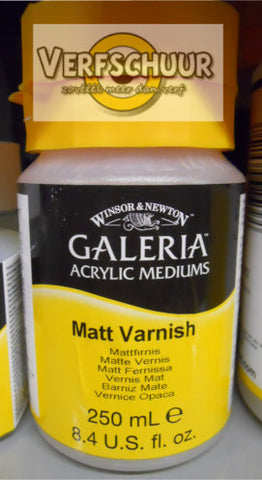 VERFSCHUUR
zoveel meer dan verf
WINSOR & NEWTON
GALERIA™
ACRYLIC MEDIUMS
Matt Varnish
Mattfirnis
Matte Vernis
Matt Fernissa
Vernis Mat
Barniz Mate
Vernice Opaca
250 mL ℮
8.4 U.S. fl. oz.